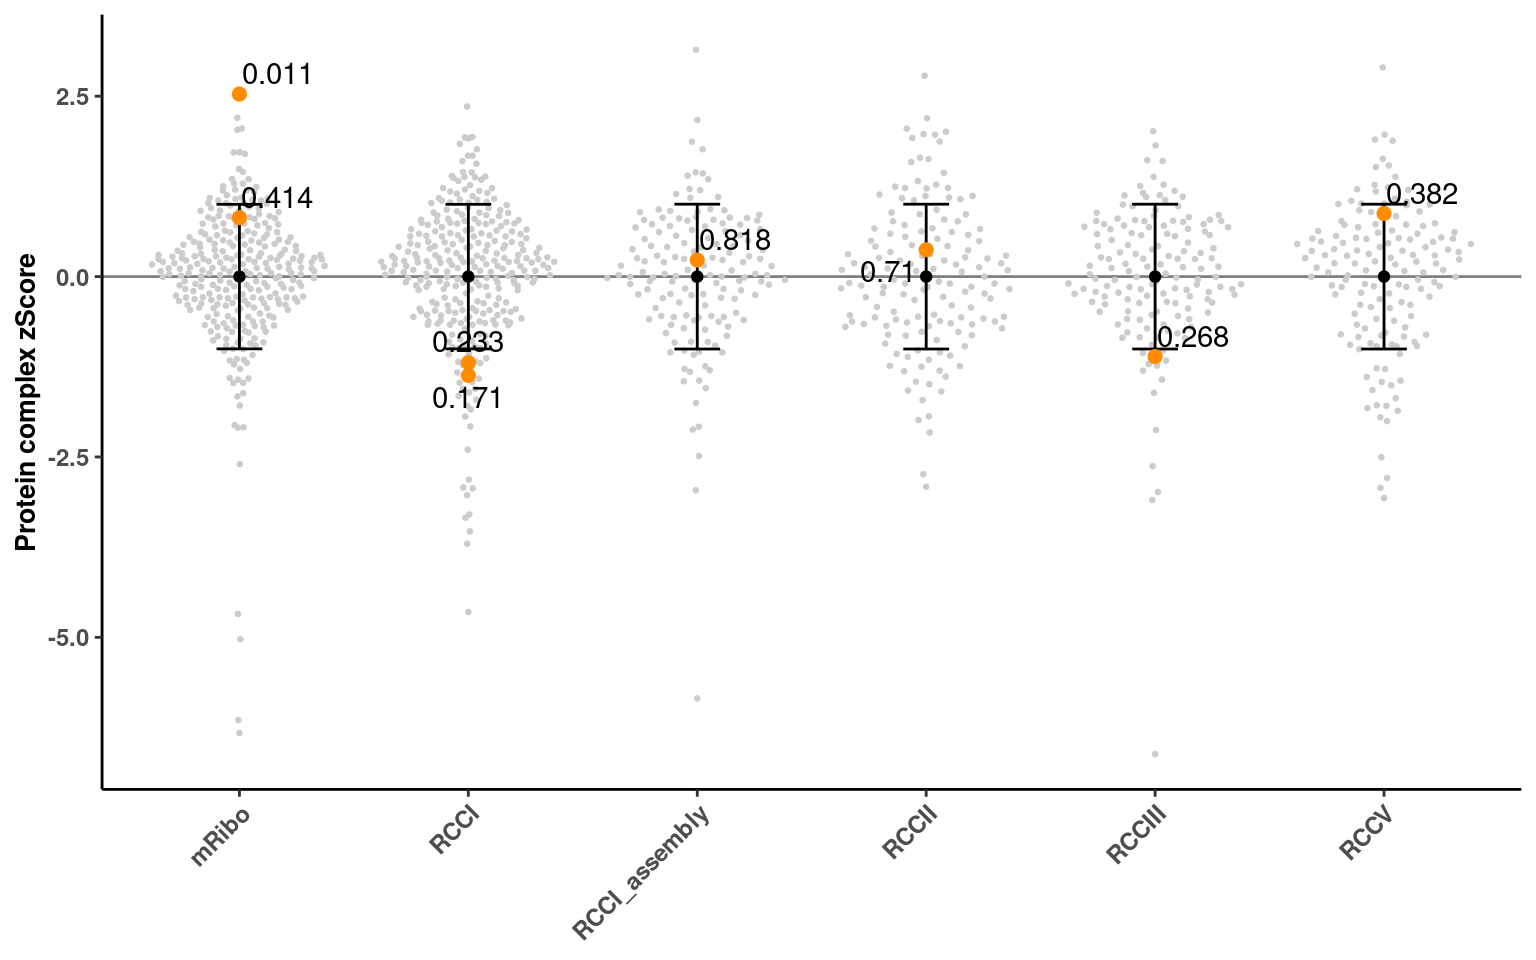 Protein complex zScore
2.5
0.0
-2.5
-5.0
0.011
0.414
0.233
0.171
0.818
0.71
0.268
0.382
mRibo
RCCI
RCCI_assembly
RCCII
RCCIII
RCCV